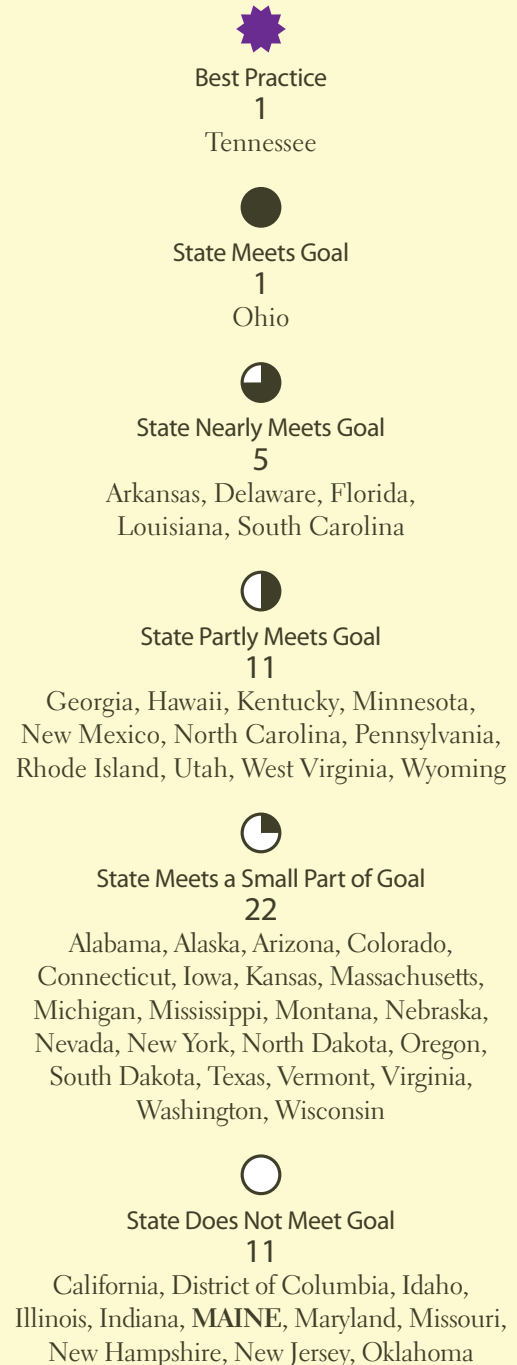 Best Practice
1
Tennessee
State Meets Goal
1
Ohio
State Nearly Meets Goal
5
Arkansas, Delaware, Florida,
Louisiana, South Carolina
State Partly Meets Goal
11
Georgia, Hawaii, Kentucky, Minnesota,
New Mexico, North Carolina, Pennsylvania,
Rhode Island, Utah, West Virginia, Wyoming
State Meets a Small Part of Goal
22
Alabama, Alaska, Arizona, Colorado,
Connecticut, Iowa, Kansas, Massachusetts,
Michigan, Mississippi, Montana, Nebraska,
Nevada, New York, North Dakota, Oregon,
South Dakota, Texas, Vermont, Virginia,
Washington, Wisconsin
State Does Not Meet Goal
11
California, District of Columbia, Idaho,
Illinois, Indiana, MAINE, Maryland, Missouri,
New Hampshire, New Jersey, Oklahoma